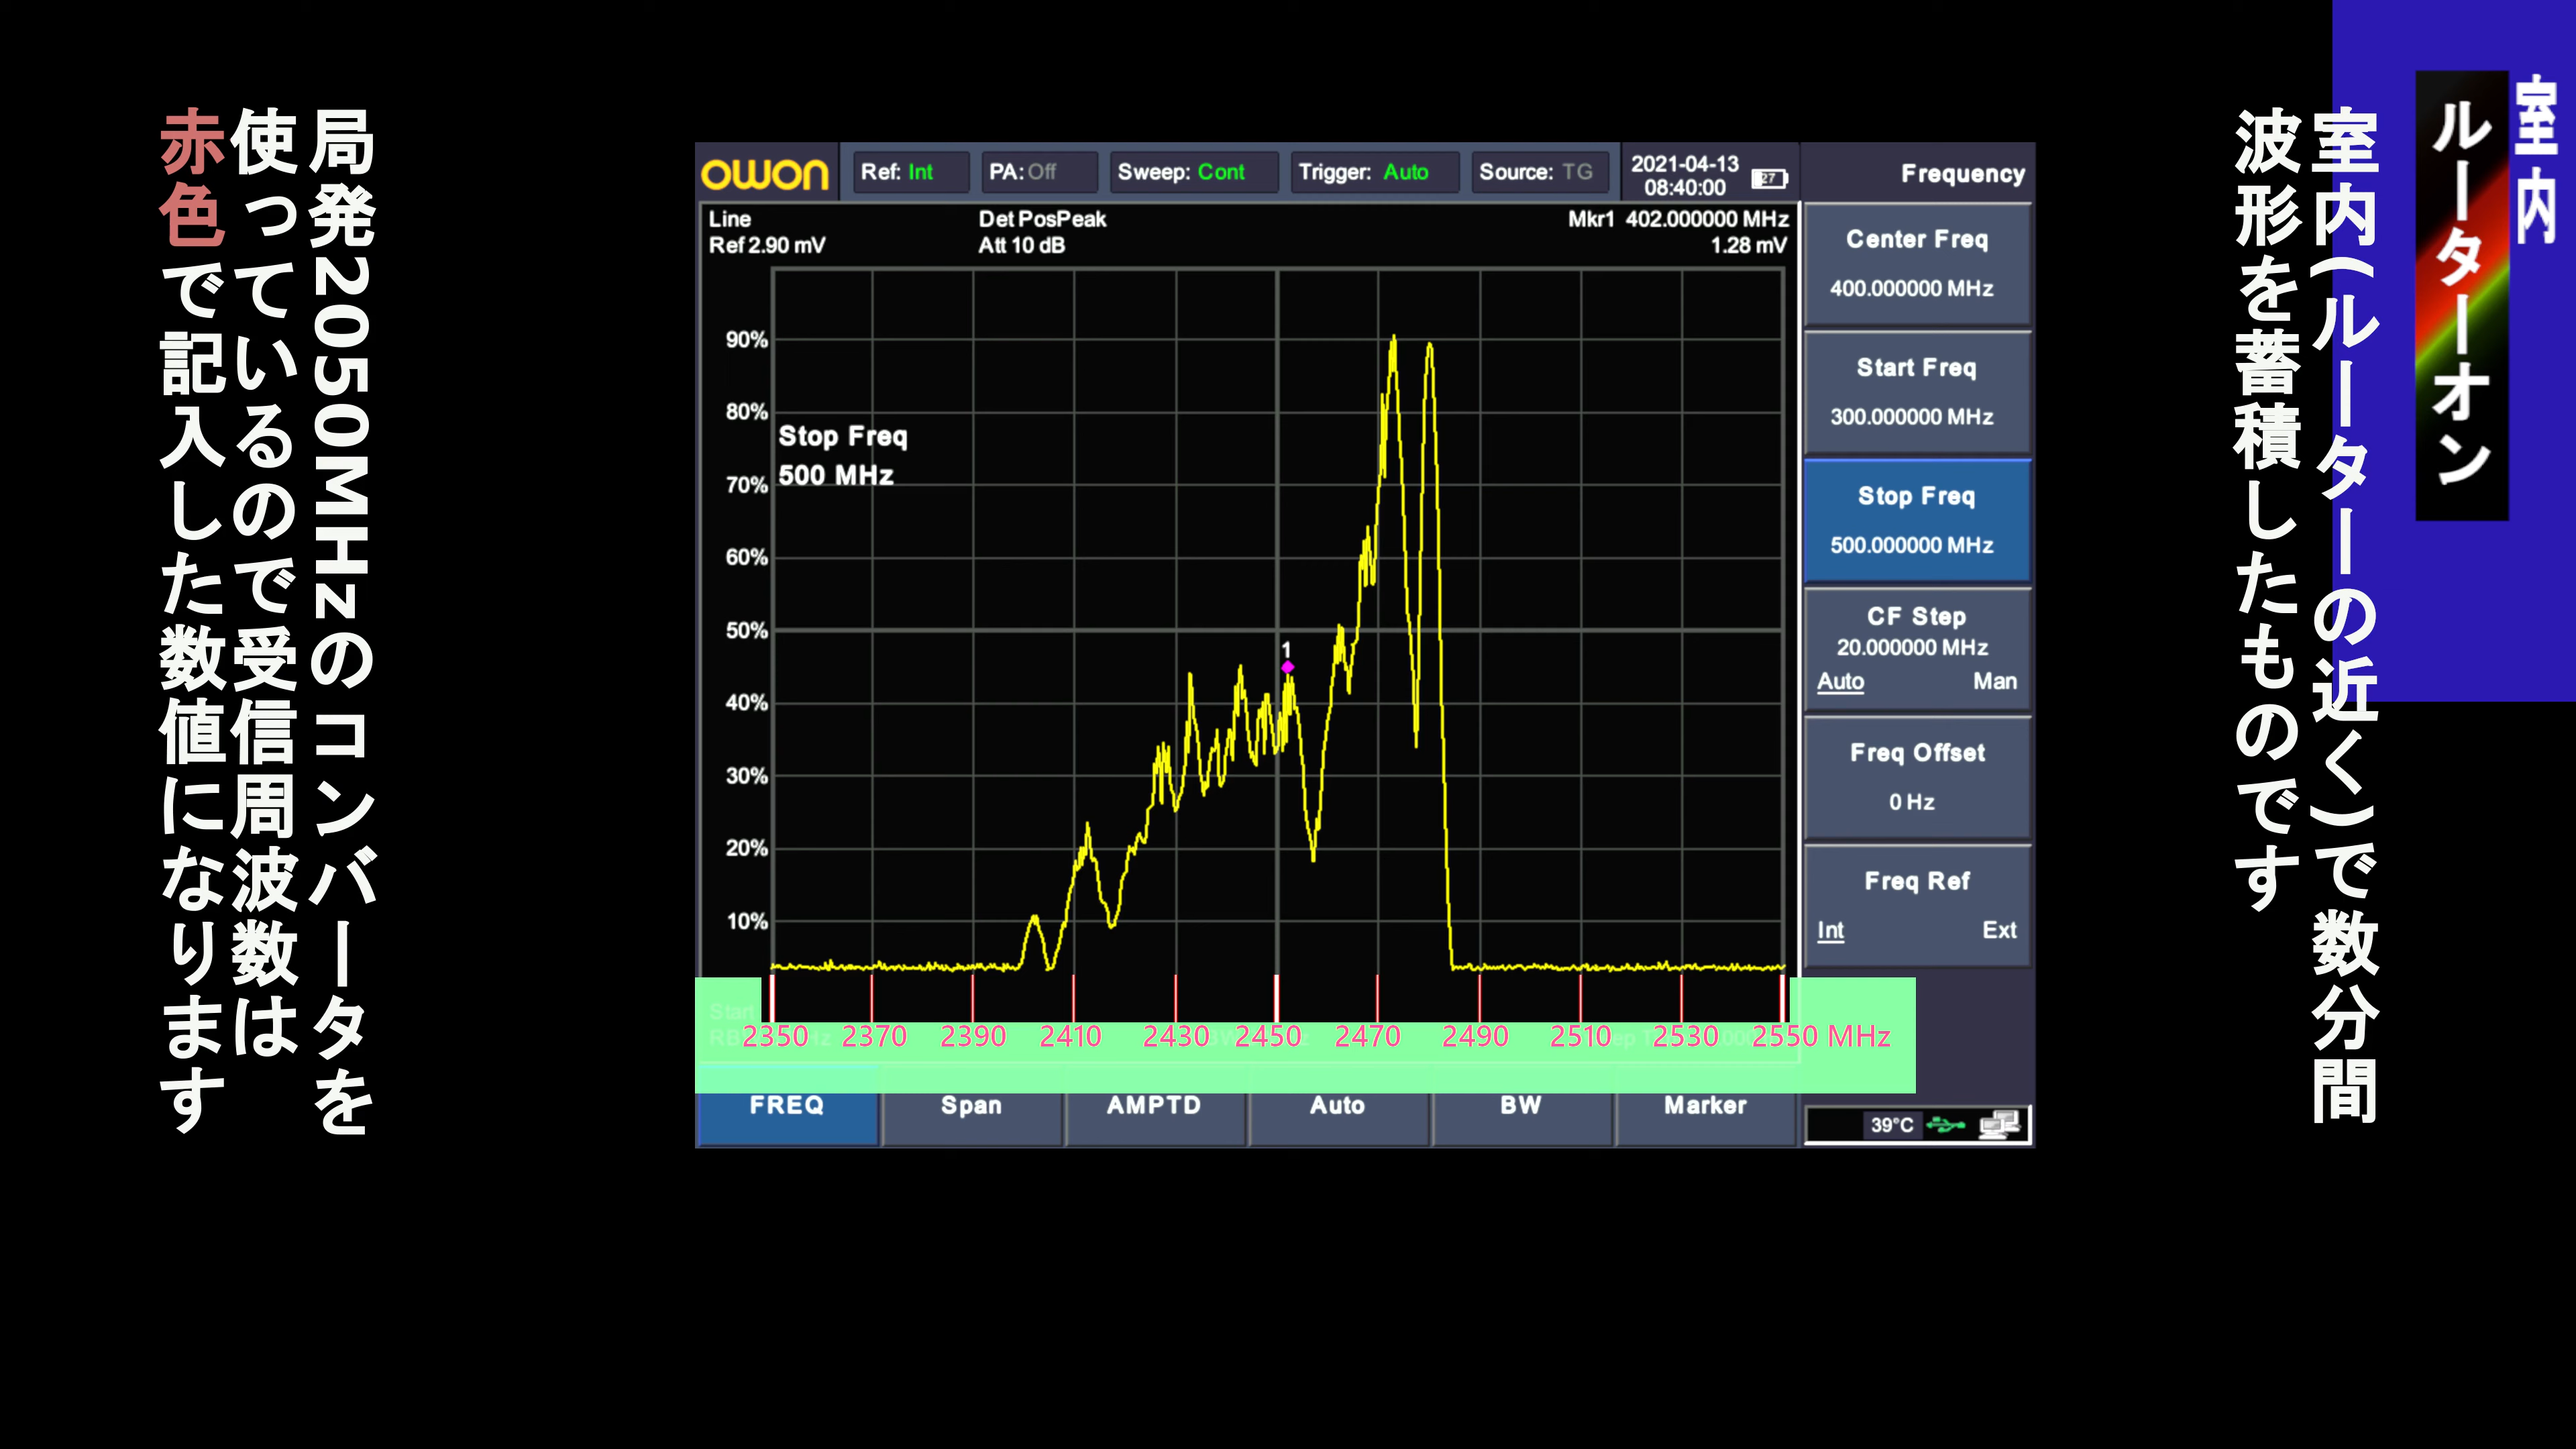 室内
ルーターオン
室内(ルーターの近く)で数分間
波形を蓄積したものです
owon
Ref: Int
PA: Off
Sweep: Cont
Trigger: Auto
Source: TG
2021-04-13
08:40:00
27
Frequency
Line
Ref 2.90 mV
Det PosPeak
Att 10 dB
Mkr1 402.000000 MHz
1.28 mV
90%
80%
70%
60%
50%
40%
30%
20%
10%
Stop Freq
500 MHz
1
Center Freq
400.000000 MHz
Start Freq
300.000000 MHz
Stop Freq
500.000000 MHz
CF Step
20.000000 MHz
Auto Man
Freq Offset
0 Hz
Freq Ref
Int Ext
Start
2350 2370 2390 2410 2430 2450 2470 2490 2510 2530 2550 MHz
FREQ Span AMPTD Auto BW Marker
39°C
局発2050MHzのコンバータを
使っているので受信周波数は
赤色で記入した数値になります